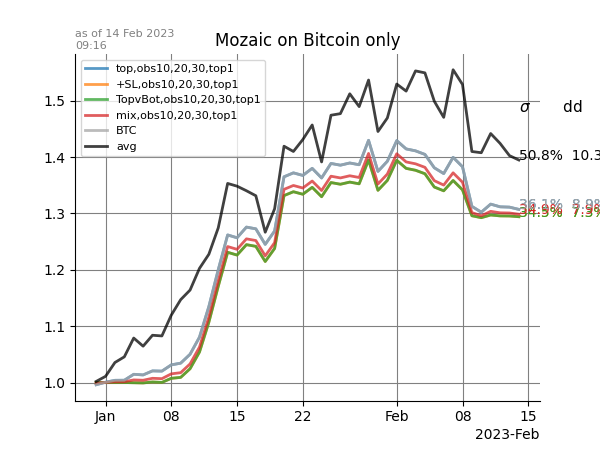 as of 14 Feb 2023
09:16
Mozaic on Bitcoin only
top,obs10,20,30,top1
+SL,obs10,20,30,top1
TopvBot,obs10,20,30,top1
mix,obs10,20,30,top1
BTC
avg
σ dd
50.8% 10.3
1.5
1.4
1.3
1.2
1.1
1.0
Jan 08 15 22 Feb 08 15
2023-Feb